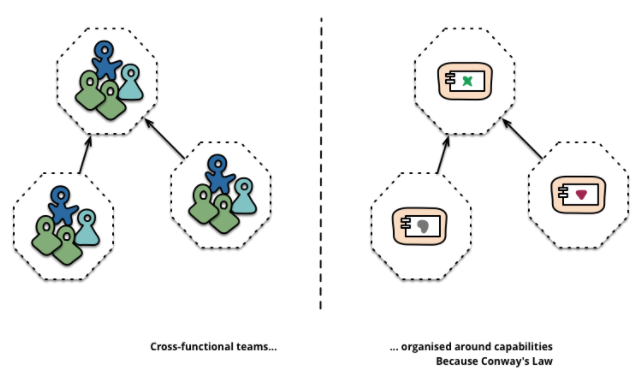 Cross-functional teams...
... organised around capabilities
Because Conway's Law